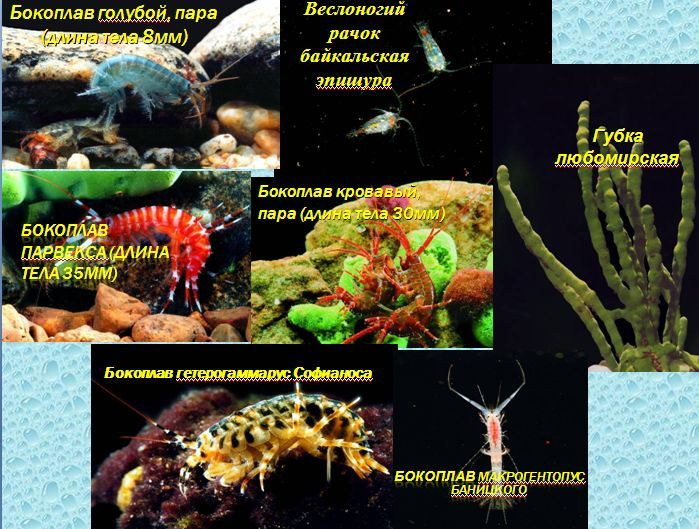 Бокоплав голубой, пара
(длина тела 8мм)
Веслоногий
рачок
байкальская
эпишура
Губка
любомирская
БОКОПЛАВ
ПАРВЕКСА (ДЛИНА
ТЕЛА 35ММ)
Бокоплав кровавый,
пара (длина тела 30мм)
Бокоплав гетерогаммарус Софианоса
БОКОПЛАВ МАКРОГЕНТОПУС
БАНИЦКОГО